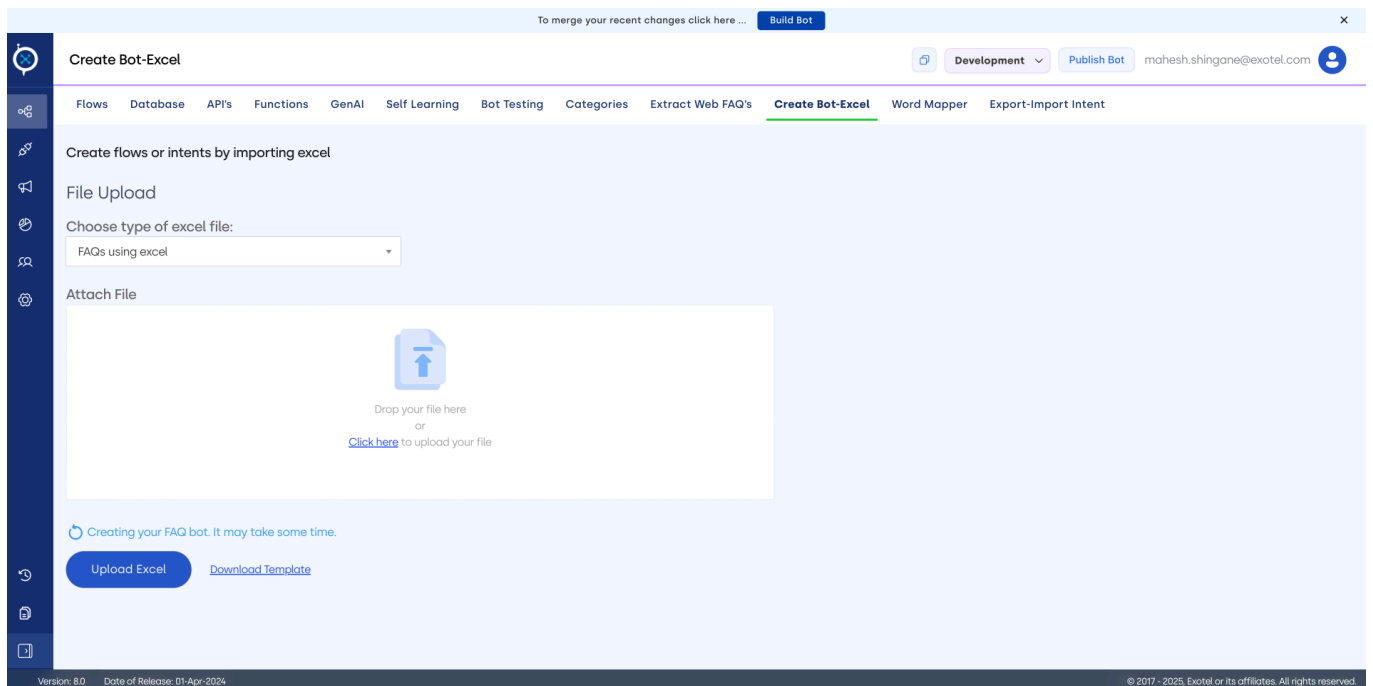 To merge your recent changes click here ... Build Bot
Create Bot-Excel Development Publish Bot mahesh.shingane@exotel.com
Flows Database API's Functions GenAI Self Learning Bot Testing Categories Extract Web FAQ's Create Bot-Excel Word Mapper Export-Import Intent
Create flows or intents by importing excel
File Upload
Choose type of excel file:
FAQs using excel
Attach File
Drop your file here
or
Click here to upload your file
Creating your FAQ bot. It may take some time.
Upload Excel Download Template
Version: 8.0 Date of Release: 01-Apr-2024 © 2017 - 2025, Exotel or its affiliates. All rights reserved.